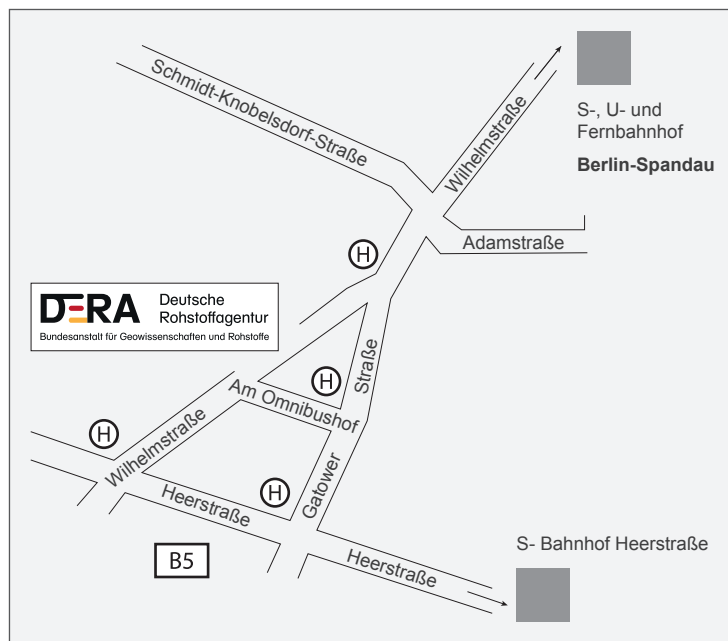 Schmidt-Knobelsdorf-Straße
Wilhelmstraße
S-, U- und
Fernbahnhof
Berlin-Spandau
Adamstraße
H
DERA
Deutsche
Rohstoffagentur
Bundesanstalt für Geowissenschaften und Rohstoffe
Straße
H
Am Omnibushof
H
Wilhelmstraße
Gatower
H
Heerstraße
B5
Heerstraße
S- Bahnhof Heerstraße